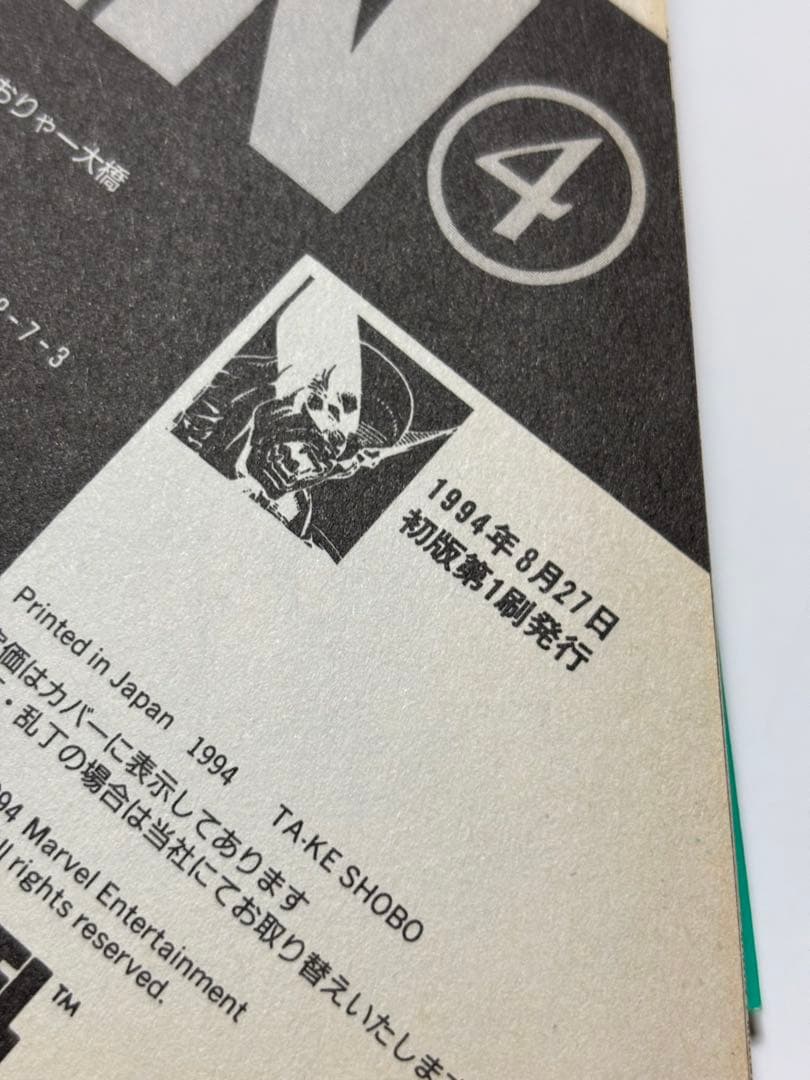 N
4
おりゃー大橋
-7-3
1994年8月27日
初版第1刷発行
Printed in Japan 1994 TA·KE SHOBO
価はカバーに表示してあります
・乱丁の場合は当社にてお取り替えいたします
94 Marvel Entertainment
ll rights reserved.
TM